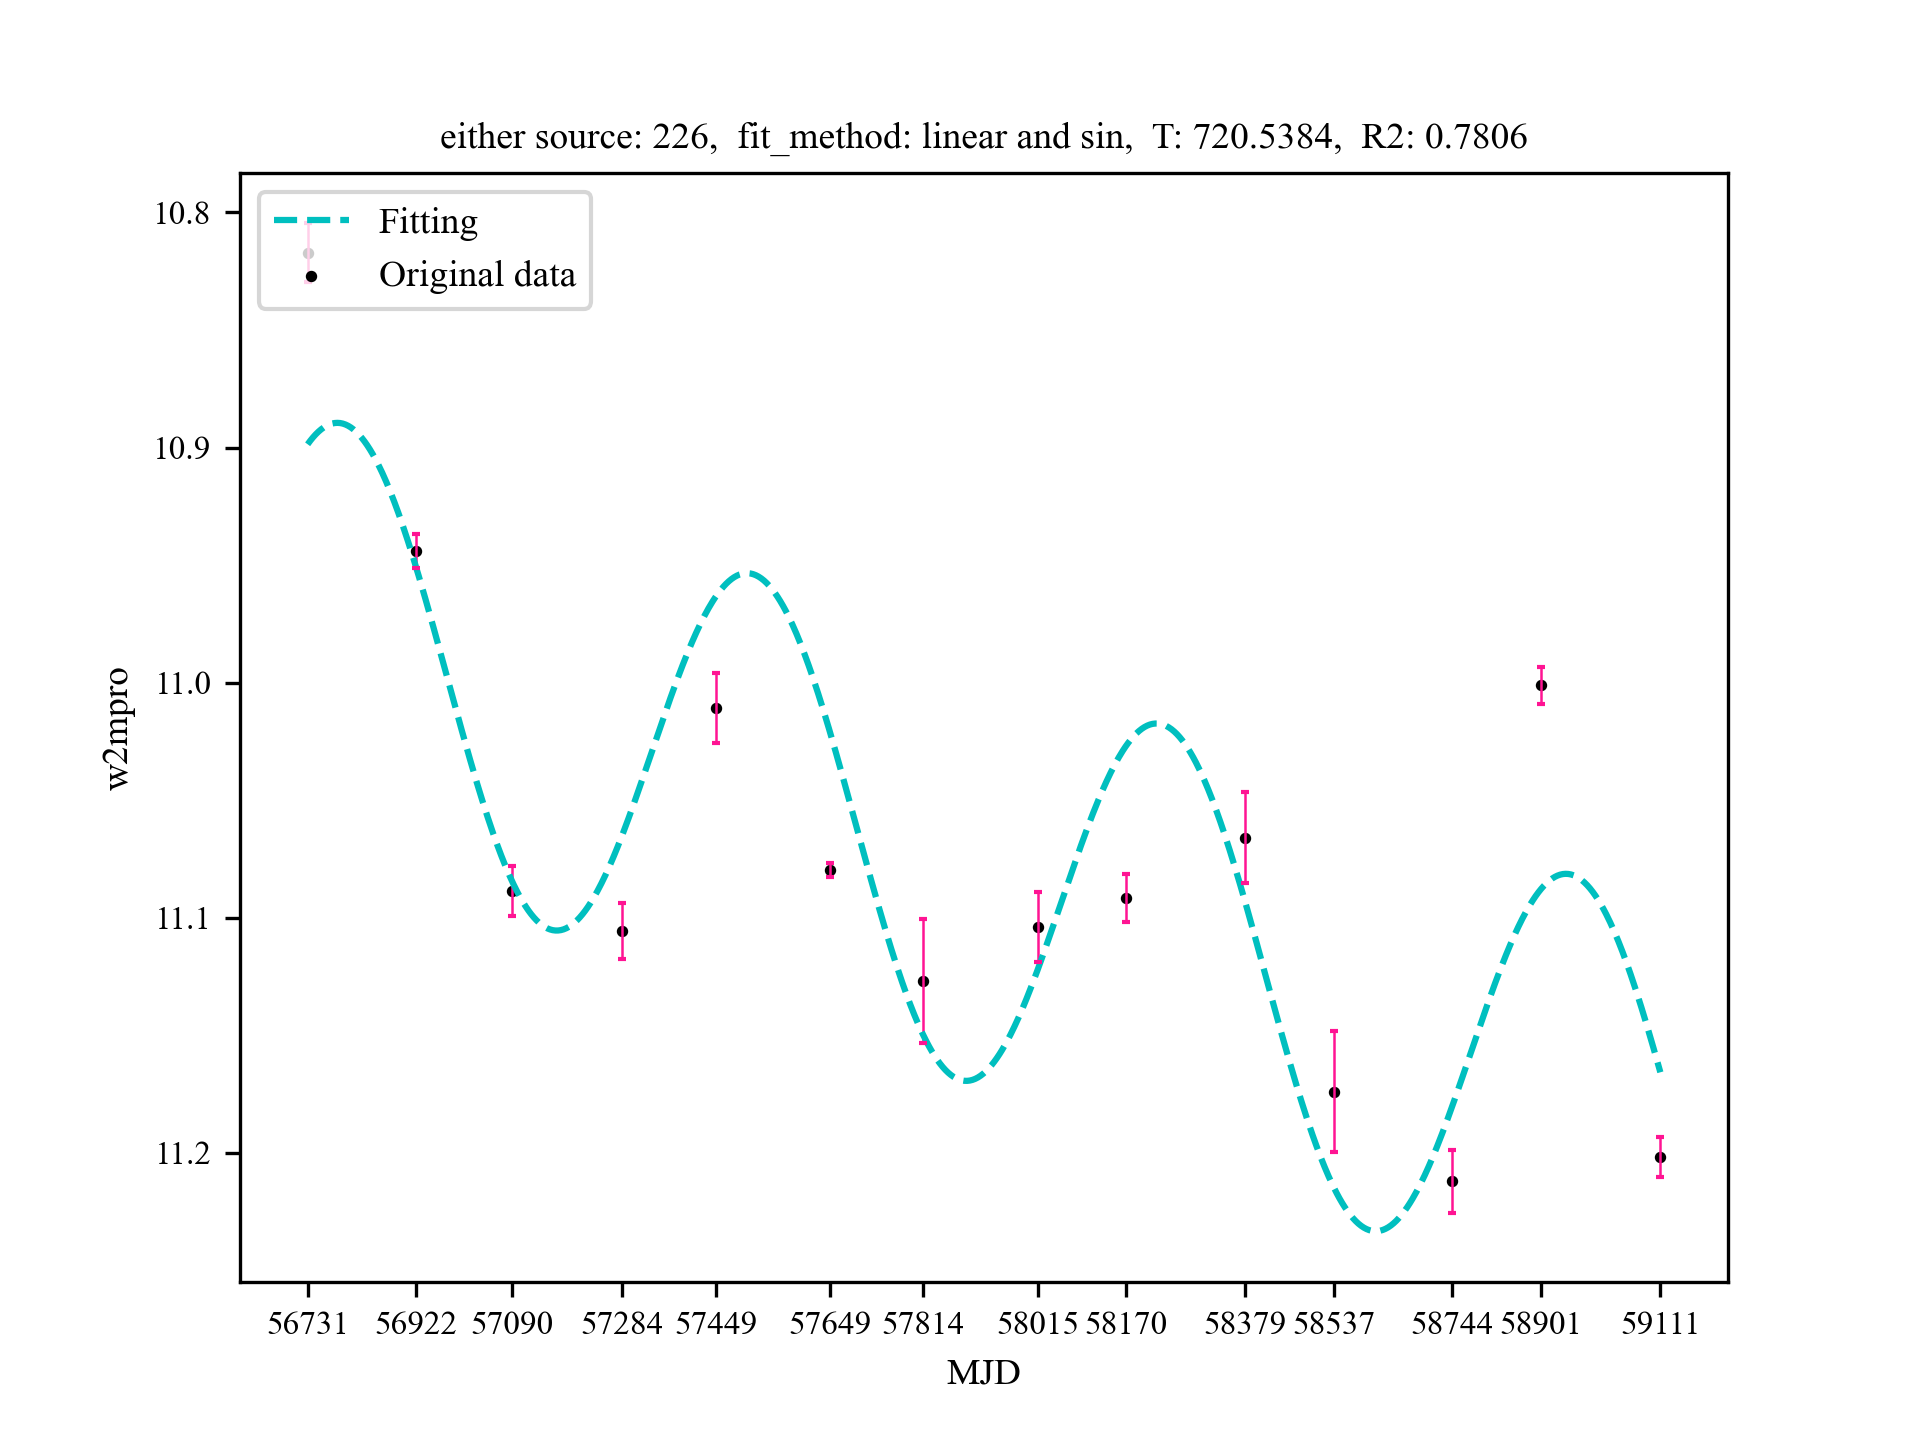 either source: 226,  fit_method: linear and sin,  T: 720.5384,  R2: 0.7806
Fitting
Original data
10.8
10.9
11.0
11.1
11.2
w2mpro
56731 56922 57090 57284 57449 57649 57814 58015 58170 58379 58537 58744 58901 59111
MJD